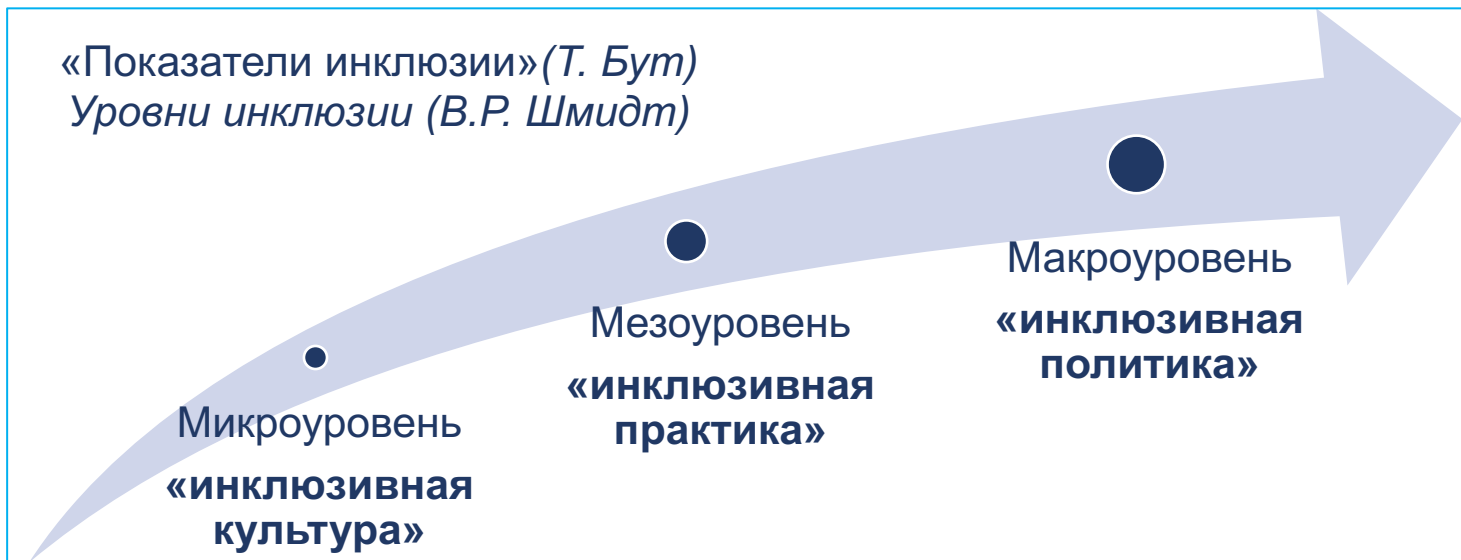 «Показатели инклюзии»(Т. Бут)
Уровни инклюзии (В.Р. Шмидт)
Микроуровень
«инклюзивная
культура»
Мезоуровень
«инклюзивная
практика»
Макроуровень
«инклюзивная
политика»